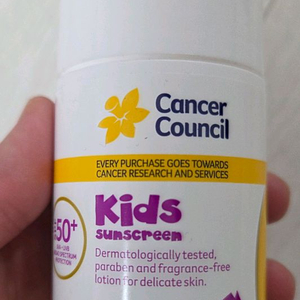 Cancer
Council
EVERY PURCHASE GOES TOWARDS
CANCER RESEARCH AND SERVICES
Kids
sunscreen
50+
Dermatologically tested,
paraben and fragrance-free
lotion for delicate skin.